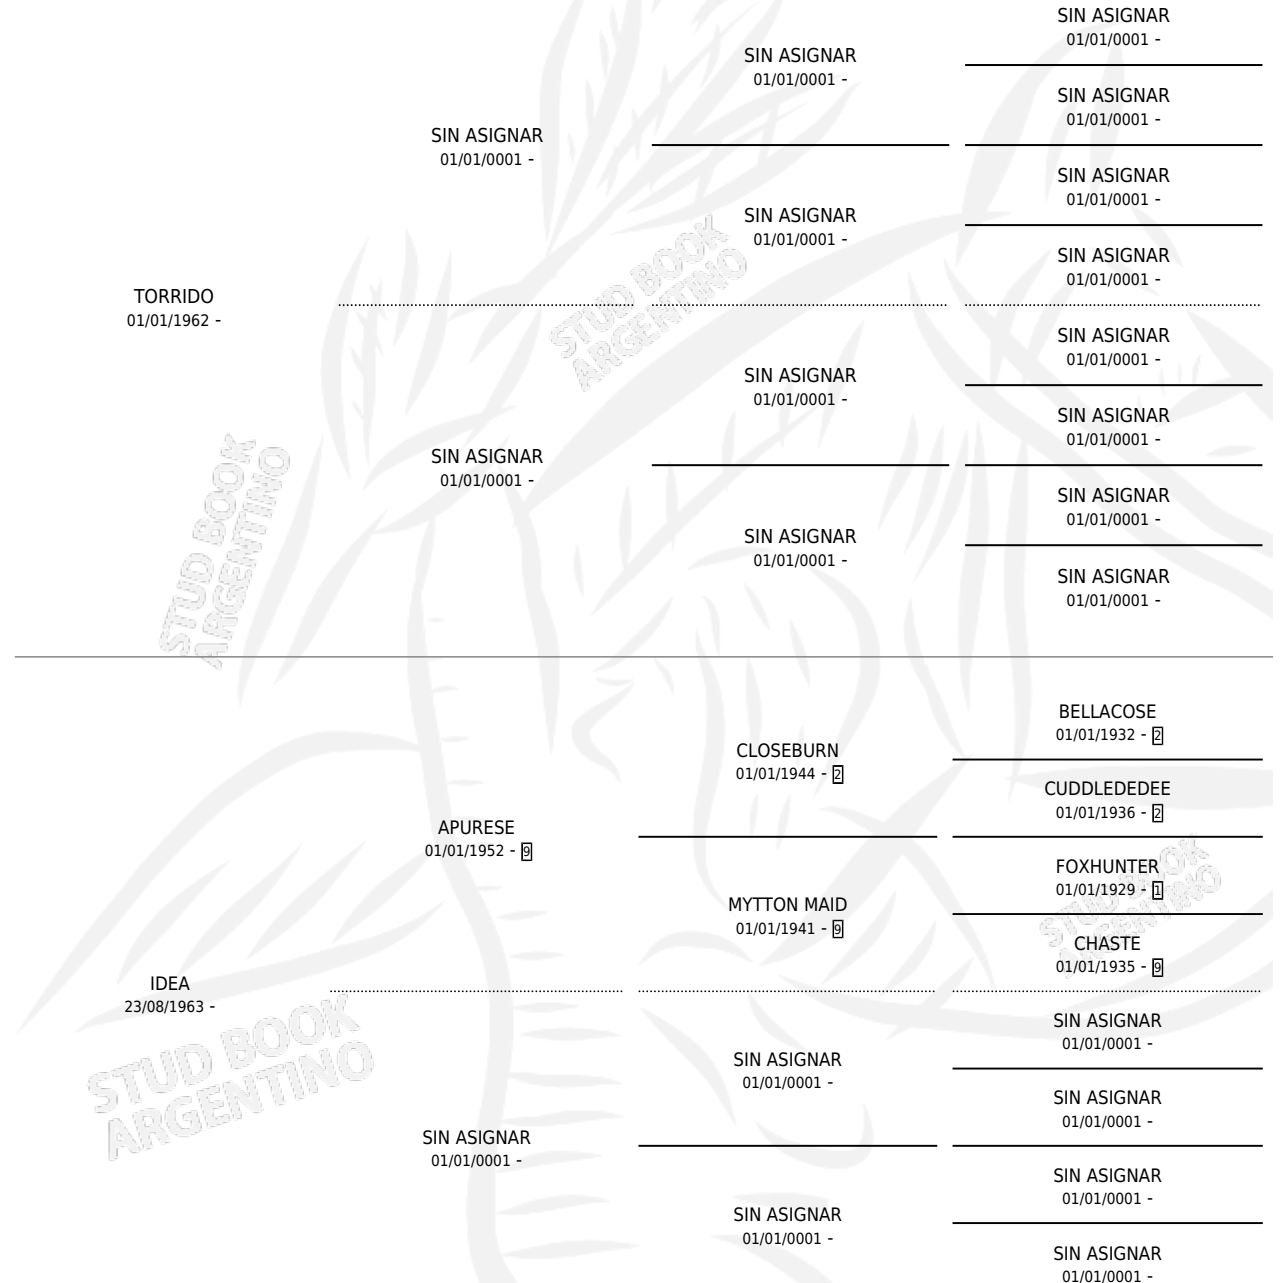 SIN ASIGNAR
01/01/0001 -
SIN ASIGNAR
01/01/0001 -
SIN ASIGNAR
01/01/0001 -
SIN ASIGNAR
01/01/0001 -
SIN ASIGNAR
01/01/0001 -
SIN ASIGNAR
01/01/0001 -
SIN ASIGNAR
01/01/0001 -
STUD BOOK
ARGENTINO
TORRIDO
01/01/1962 -
SIN ASIGNAR
01/01/0001 -
SIN ASIGNAR
01/01/0001 -
SIN ASIGNAR
01/01/0001 -
SIN ASIGNAR
01/01/0001 -
STUD BOOK
ARGENTINO
SIN ASIGNAR
01/01/0001 -
SIN ASIGNAR
01/01/0001 -
SIN ASIGNAR
01/01/0001 -
BELLACOSE
01/01/1932 - 2
CLOSEBURN
01/01/1944 - 2
CUDDLEDEDEE
01/01/1936 - 2
APURESE
01/01/1952 - 9
FOXHUNTER
01/01/1929 - 1
MYTTON MAID
01/01/1941 - 9
STUD BOOK
ARGENTINO
CHASTE
01/01/1935 - 9
IDEA
23/08/1963 -
STUD BOOK
ARGENTINO
SIN ASIGNAR
01/01/0001 -
SIN ASIGNAR
01/01/0001 -
SIN ASIGNAR
01/01/0001 -
SIN ASIGNAR
01/01/0001 -
SIN ASIGNAR
01/01/0001 -
SIN ASIGNAR
01/01/0001 -
SIN ASIGNAR
01/01/0001 -